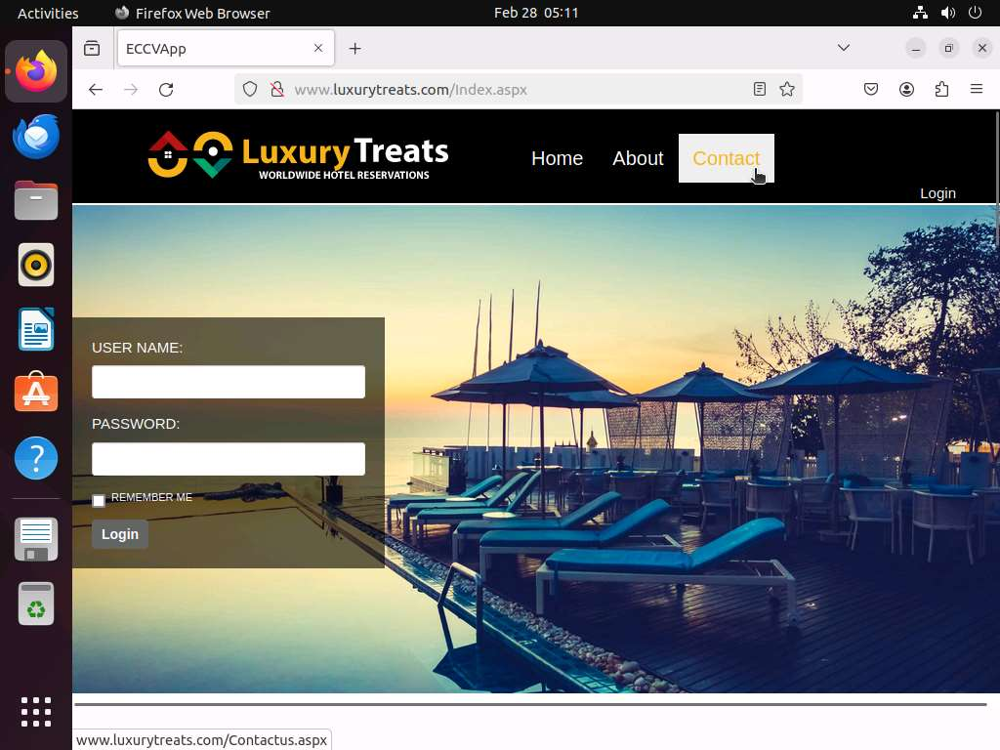 Activities
Firefox Web Browser
Feb 28 05:11
ECCVApp
www.luxurytreats.com/Index.aspx
Luxury Treats
WORLDWIDE HOTEL RESERVATIONS
Home
About
Contact
Login
USER NAME:
PASSWORD:
REMEMBER ME
Login
www.luxurytreats.com/Contactus.aspx